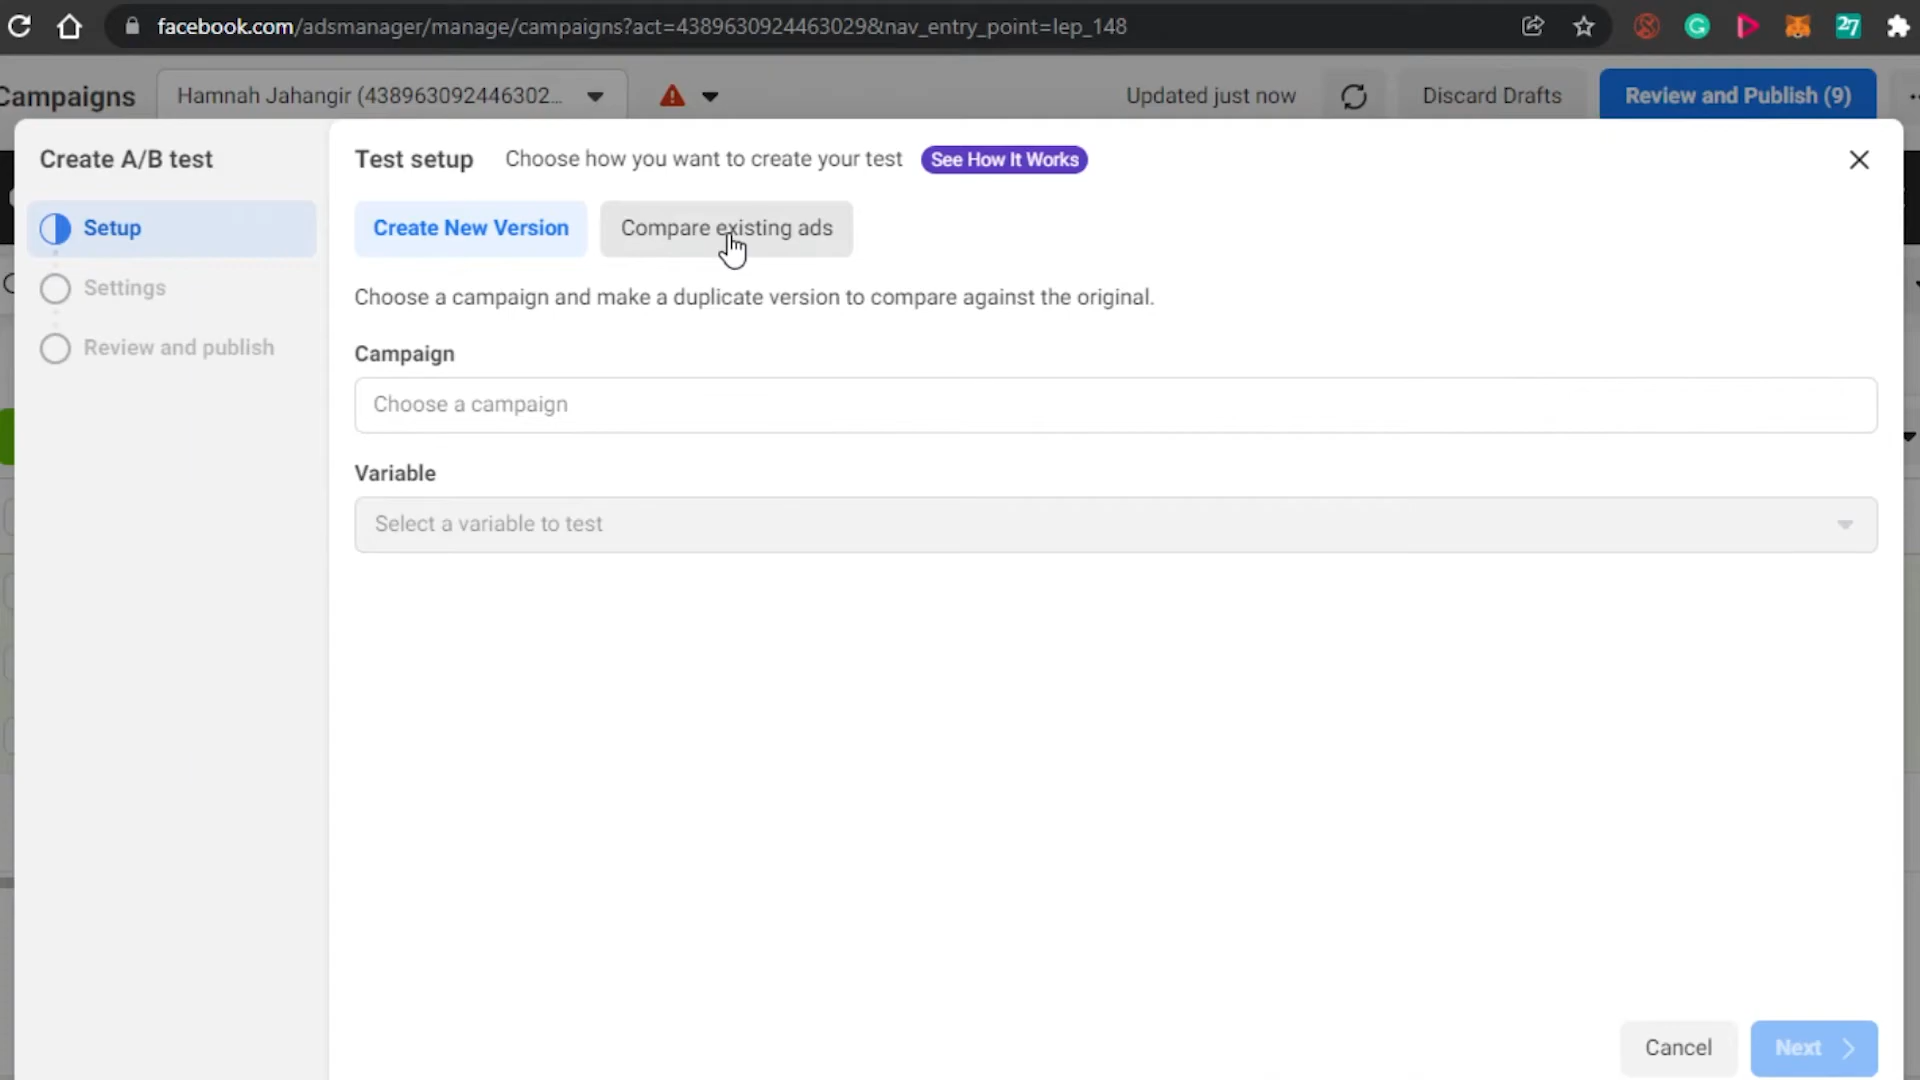 facebook.com/adsmanager/manage/campaigns?act=4389630924463029&nav_entry_point=lep_148
27
Campaigns
Hamnah Jahangir (438963092446302...
Updated just now
Discard Drafts
Review and Publish (9)
Create A/B test
Test setup
Choose how you want to create your test
See How It Works
Setup
Create New Version
Compare existing ads
Settings
Choose a campaign and make a duplicate version to compare against the original.
Review and publish
Campaign
Choose a campaign
Variable
Select a variable to test
Cancel
Next